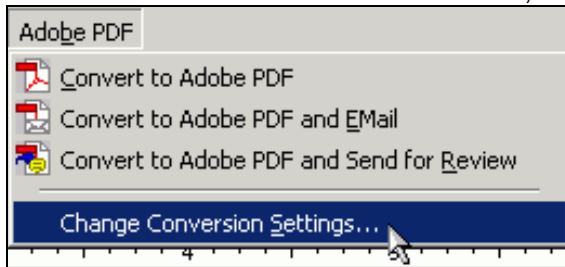 Adobe PDF
Convert to Adobe PDF
Convert to Adobe PDF and EMail
Convert to Adobe PDF and Send for Review
Change Conversion Settings...
4